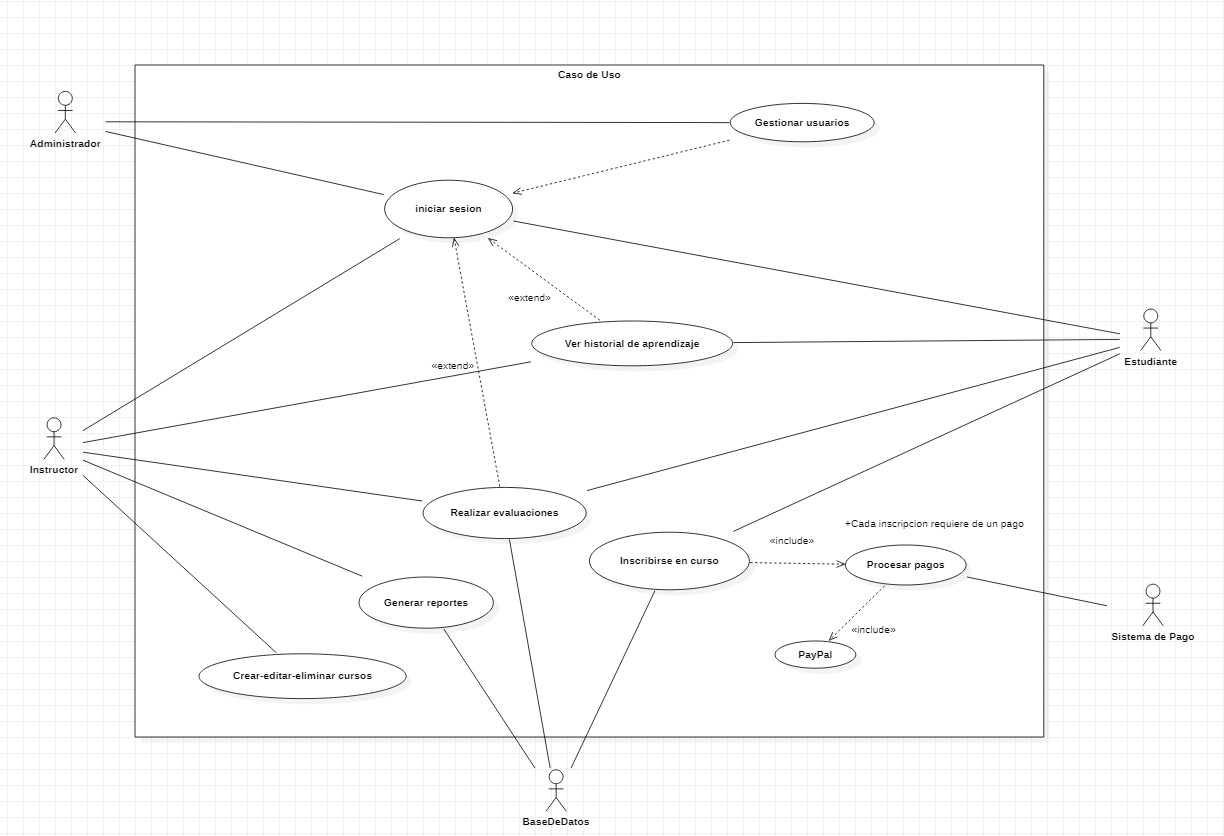 Caso de Uso
Administrador
Gestionar usuarios
iniciar sesion
«extend»
Ver historial de aprendizaje
Estudiante
«extend»
Instructor
Realizar evaluaciones
+Cada inscripcion requiere de un pago
«include»
Inscribirse en curso
Procesar pagos
Generar reportes
«include»
Sistema de Pago
PayPal
Crear-editar-eliminar cursos
BaseDeDatos